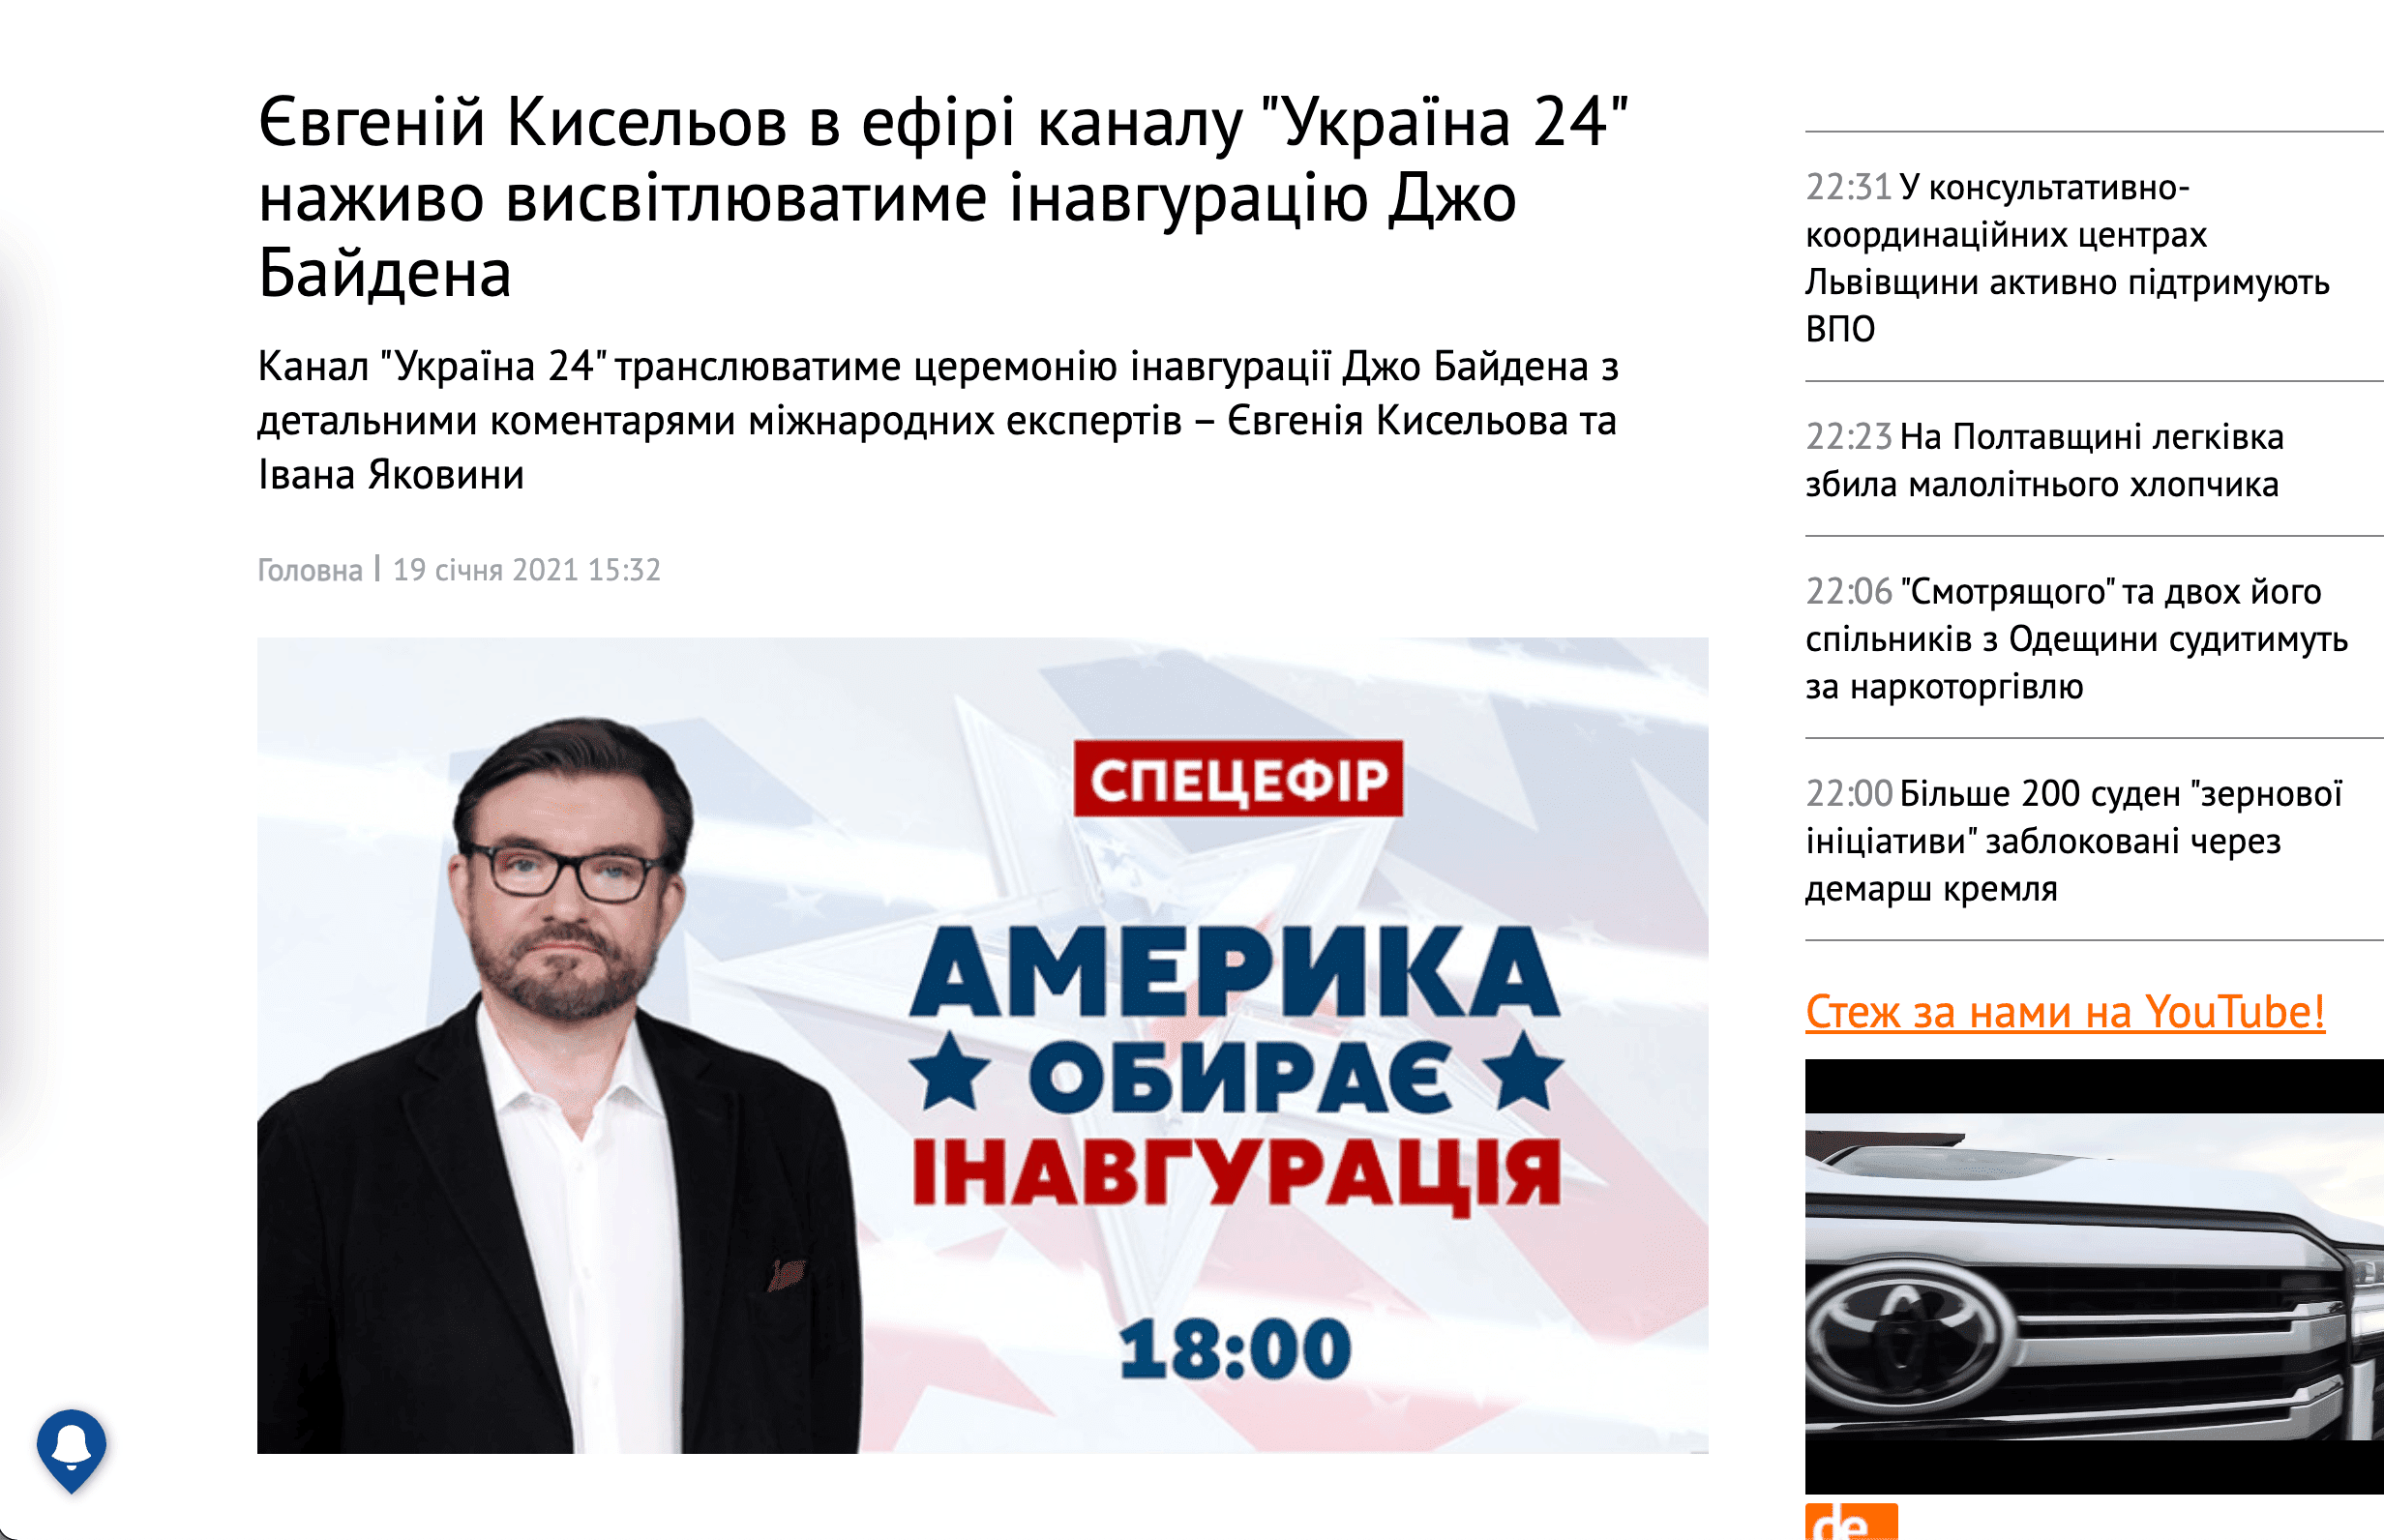 Євгеній Кисельов в ефірі каналу "Україна 24"
наживо висвітлюватиме інавгурацію Джо
Байдена
Канал "Україна 24" транслюватиме церемонію інавгурації Джо Байдена з
детальними коментарями міжнародних експертів – Євгенія Кисельова та
Івана Яковини
Головна | 19 січня 2021 15:32
СПЕЦЕФІР
АМЕРИКА
ОБИРАЄ
ІНАВГУРАЦІЯ
18:00
22:31 У консультативно-
координаційних центрах
Львівщини активно підтримують
ВПО
22:23 На Полтавщині легківка
збила малолітнього хлопчика
22:06 "Смотрящого" та двох його
спільників з Одещини судитимуть
за наркоторгівлю
22:00 Більше 200 суден "зернової
ініціативи" заблоковані через
демарш кремля
Стеж за нами на YouTube!
de